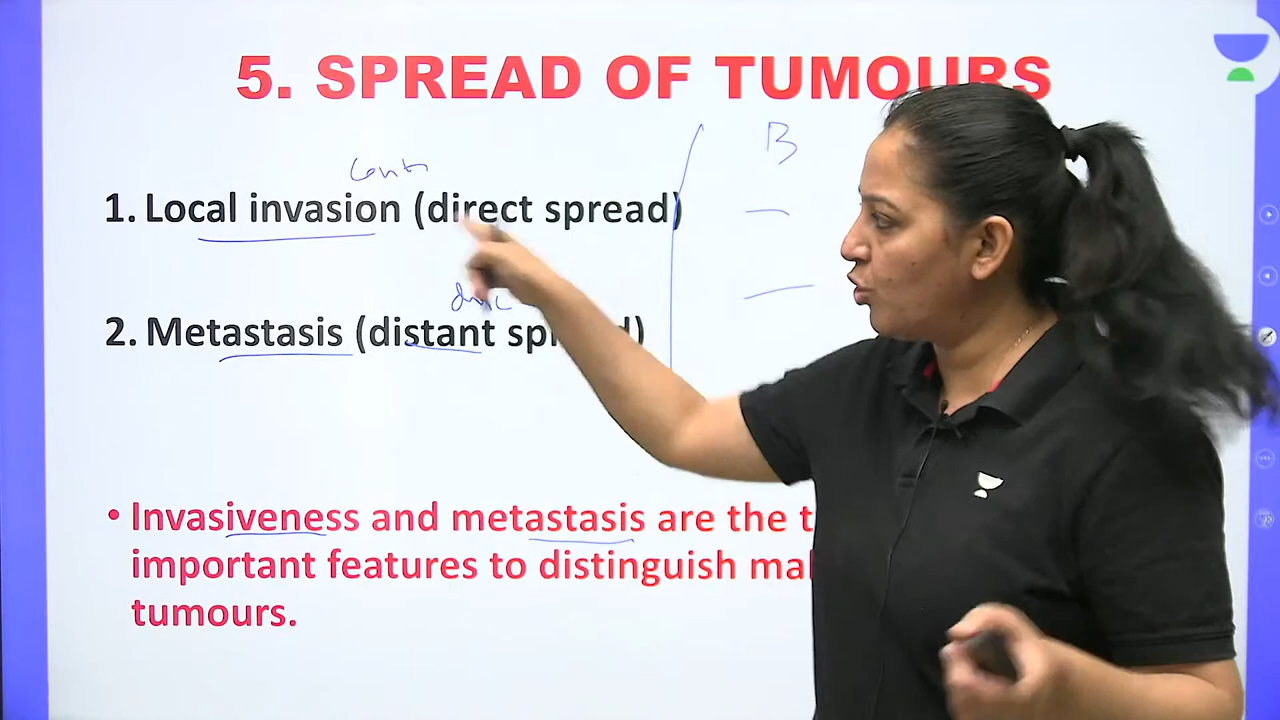 5. SPREAD OF TUMOURS
B
1. Local invasion (direct spread)
2. Metastasis (distant sp
• Invasiveness and metastasis are the
important features to distinguish
tumours.